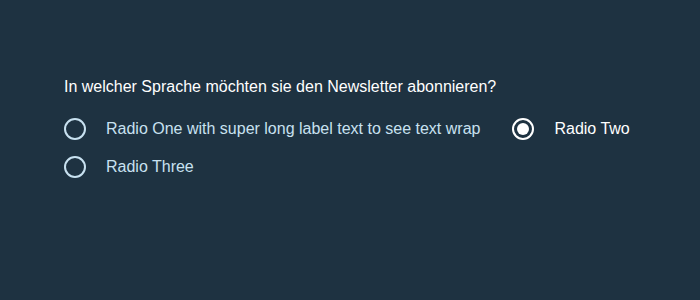 In welcher Sprache möchten sie den Newsletter abonnieren?
Radio One with super long label text to see text wrap Radio Two
Radio Three